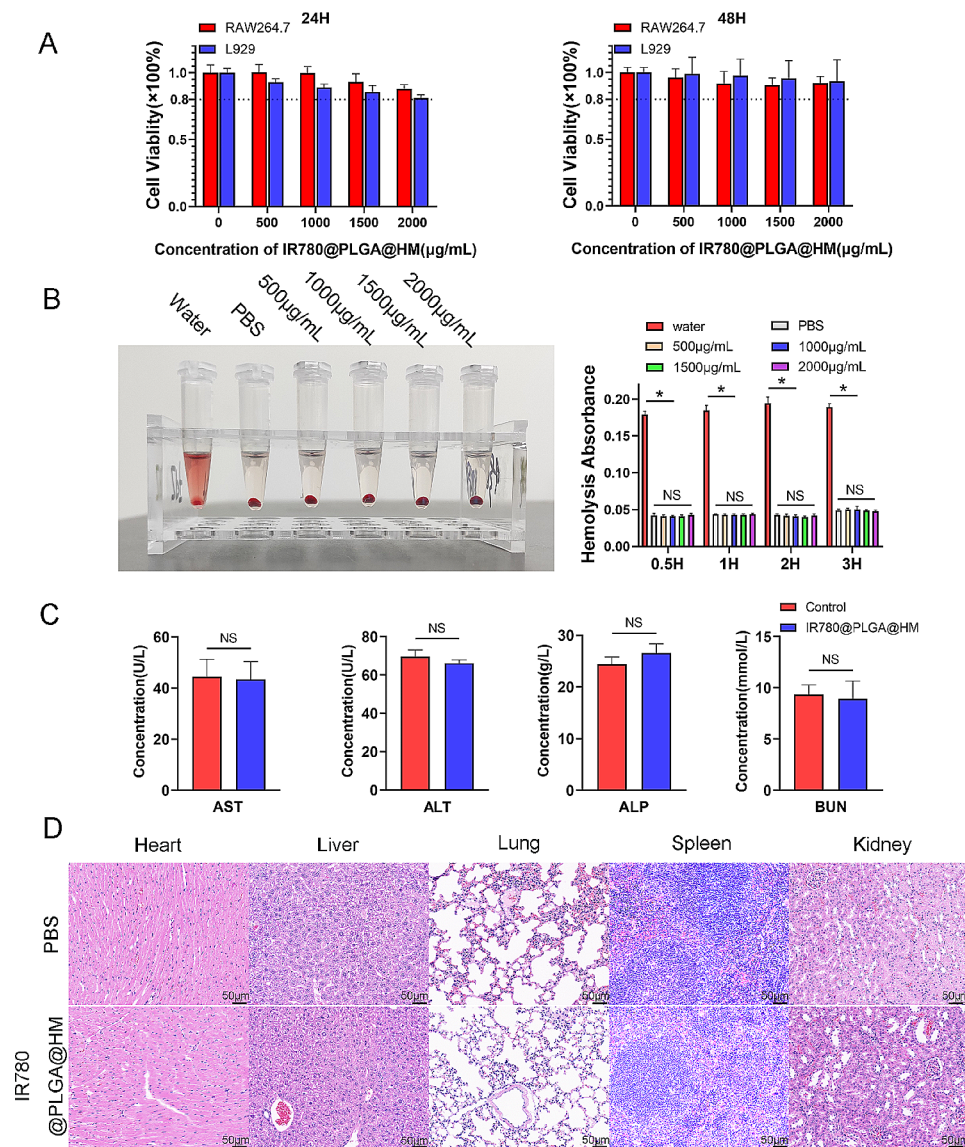 A
24H
RAW264.7
L929
Cell Viablity(×100%)
1.0
0.8
0.5
0.0
0 500 1000 1500 2000
Concentration of IR780@PLGA@HM(μg/mL)
48H
RAW264.7
L929
Cell Viablity(×100%)
1.0
0.8
0.5
0.0
0 500 1000 1500 2000
Concentration of IR780@PLGA@HM(μg/mL)
B
Water
PBS
500μg/mL
1000μg/mL
1500μg/mL
2000μg/mL
water PBS
500μg/mL 1000μg/mL
1500μg/mL 2000μg/mL
Hemolysis Absorbance
0.20
0.15
0.10
0.05
0.00
* * * *
NS NS NS NS
0.5H 1H 2H 3H
C
Concentration(U/L)
60
40
20
0
NS
AST
Concentration(U/L)
80
60
40
20
0
NS
ALT
Concentration(g/L)
30
20
10
0
NS
ALP
Control
IR780@PLGA@HM
Concentration(mmol/L)
15
10
5
0
NS
BUN
D
Heart Liver Lung Spleen Kidney
PBS
50μm 50μm 50μm 50μm 50μm
IR780
@PLGA@HM
50μm 50μm 50μm 50μm 50μm